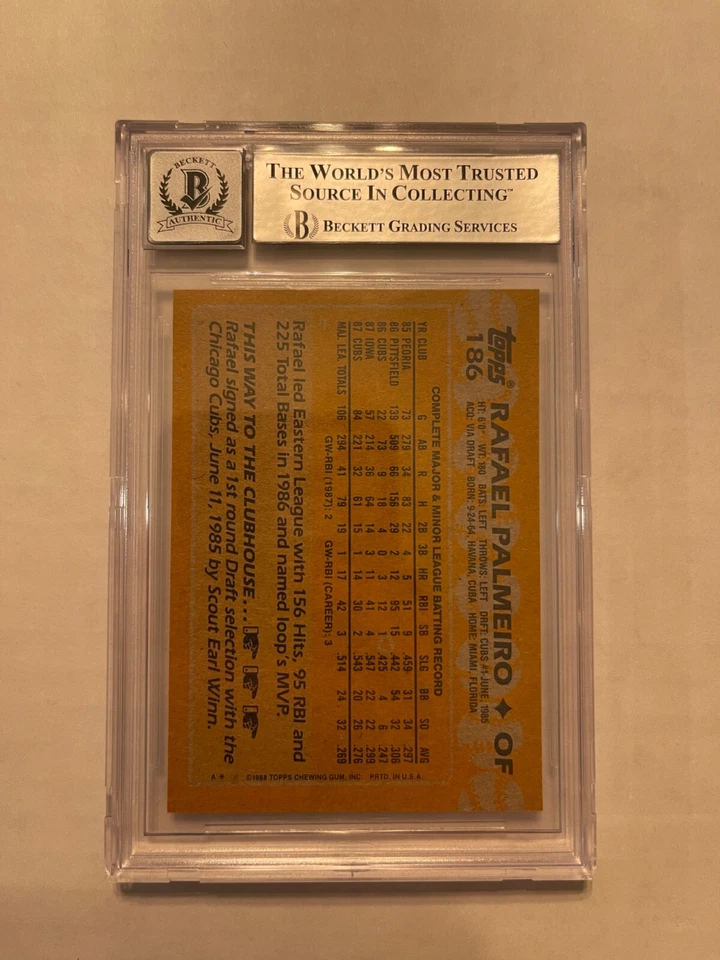 BECKETT
B
AUTHENTIC
THE WORLD'S MOST TRUSTED
SOURCE IN COLLECTING™
B BECKETT GRADING SERVICES
topps®
186
RAFAEL PALMEIRO ✦ OF
HT: 6'0" WT: 180 BATS: LEFT THROWS: LEFT DRFT: CUBS #1-JUNE, 1985
ACQ: VIA DRAFT BORN: 9-24-64, HAVANA, CUBA HOME: MIAMI, FLORIDA
COMPLETE MAJOR & MINOR LEAGUE BATTING RECORD
YR CLUB G AB R H 2B 3B HR RBI SB SLG BB SO AVG
85 PEORIA 73 279 34 83 22 4 5 51 9 .459 31 34 .297
86 PITTSFIELD 139 509 66 156 29 2 12 95 15 .442 54 32 .306
86 CUBS 22 73 9 18 4 0 3 12 1 .425 4 6 .247
87 IOWA 57 214 36 64 14 3 11 41 4 .547 22 22 .299
87 CUBS 84 221 32 61 15 1 14 30 2 .543 20 26 .276
MAJ. LEA. TOTALS 106 294 41 79 19 1 17 42 3 .514 24 32 .269
GW-RBI (1987): 2 GW-RBI (CAREER): 3
Rafael led Eastern League with 156 Hits, 95 RBI and
225 Total Bases in 1986 and named loop's MVP.
THIS WAY TO THE CLUBHOUSE...
Rafael signed as a 1st round Draft selection with the
Chicago Cubs, June 11, 1985 by Scout Earl Winn.
A ✶ ©1988 TOPPS CHEWING GUM, INC. PRTD. IN U.S.A.